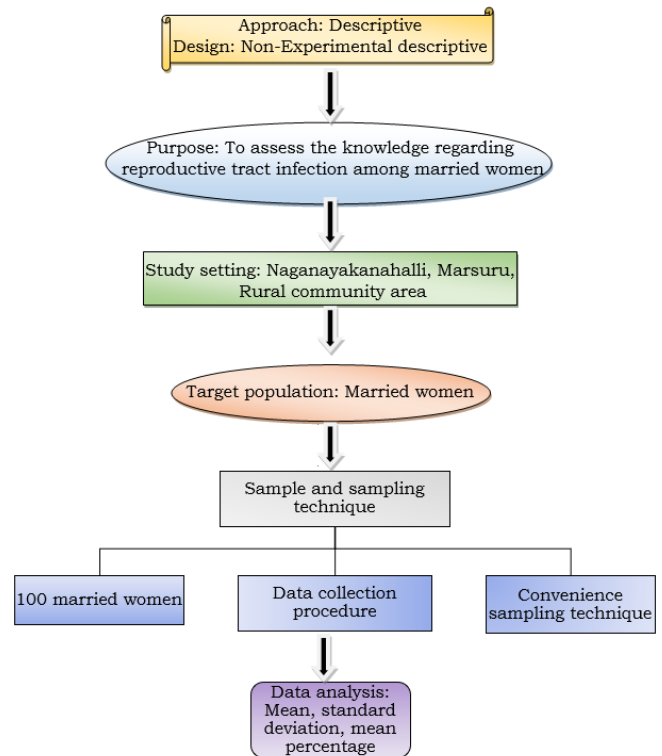 Approach: Descriptive
Design: Non-Experimental descriptive
Purpose: To assess the knowledge regarding
reproductive tract infection among married women
Study setting: Naganayakanahalli, Marsuru,
Rural community area
Target population: Married women
Sample and sampling
technique
100 married women
Data collection
procedure
Convenience
sampling technique
Data analysis:
Mean, standard
deviation, mean
percentage